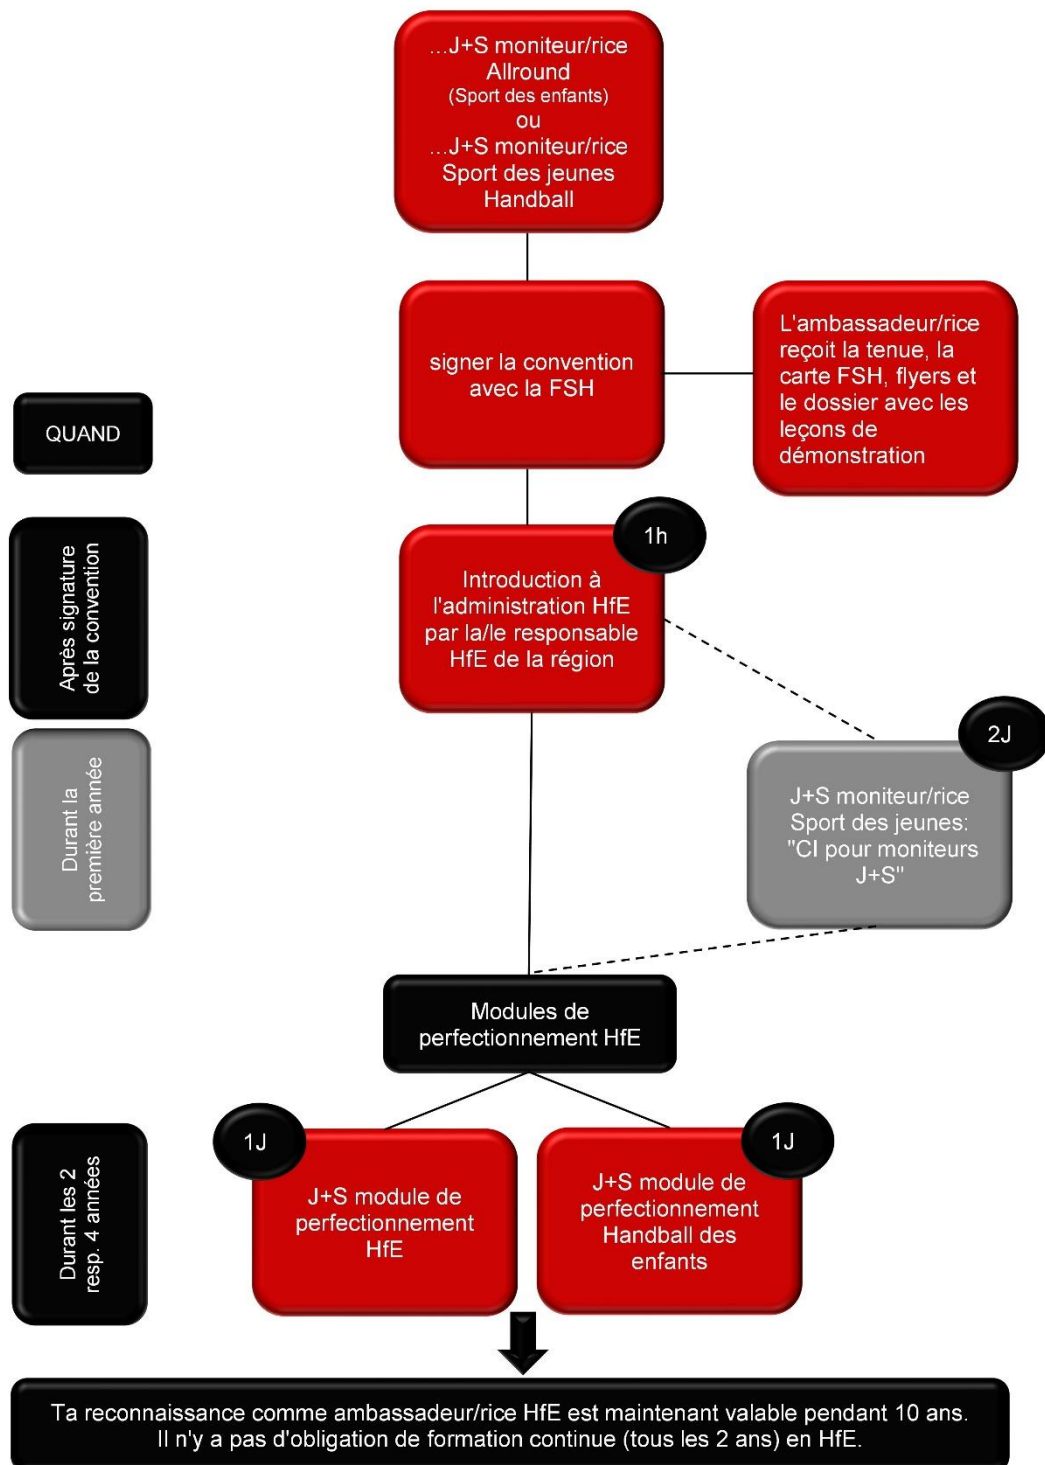 ...J+S moniteur/rice
Allround
(Sport des enfants)
ou
...J+S moniteur/rice
Sport des jeunes
Handball
signer la convention
avec la FSH
L'ambassadeur/rice
reçoit la tenue, la
carte FSH, flyers et
le dossier avec les
leçons de
démonstration
QUAND
Après signature
de la convention
1h
Introduction à
l'administration HfE
par la/le responsable
HfE de la région
Durant la
première année
2J
J+S moniteur/rice
Sport des jeunes:
"CI pour moniteurs
J+S"
Modules de
perfectionnement HfE
Durant les 2
resp. 4 années
1J
J+S module de
perfectionnement
HfE
1J
J+S module de
perfectionnement
Handball des
enfants
Ta reconnaissance comme ambassadeur/rice HfE est maintenant valable pendant 10 ans.
Il n'y a pas d'obligation de formation continue (tous les 2 ans) en HfE.